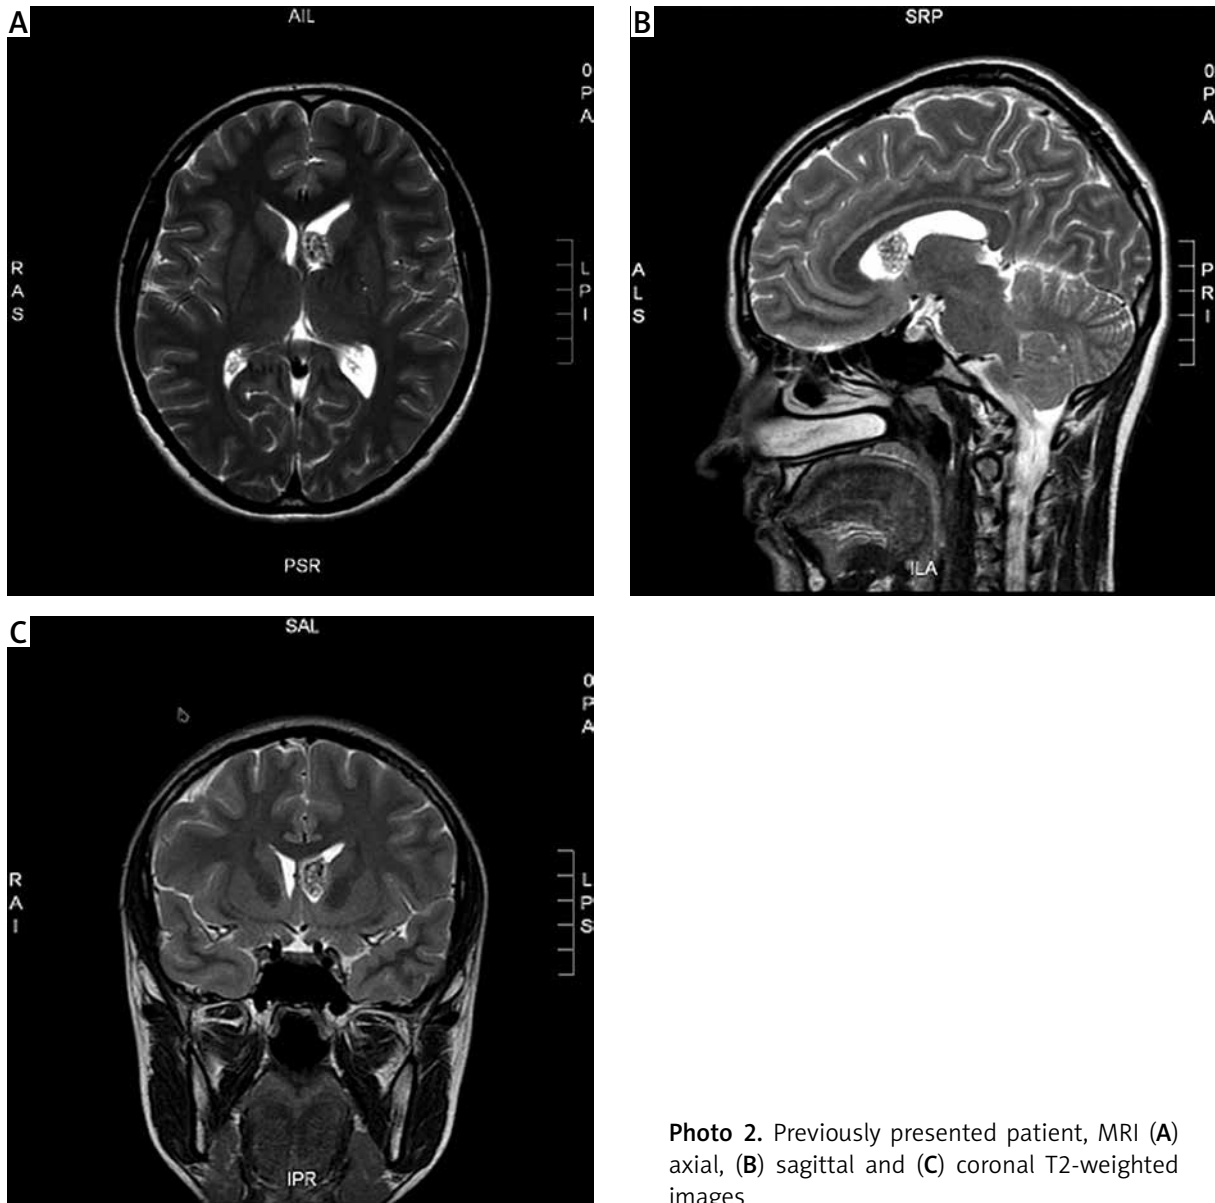 A
AIL
0
P
A
R
A
S
L
P
I
PSR
B
SRP
0
P
A
A
L
S
P
R
I
ILA
C
SAL
0
P
A
R
A
I
L
P
S
IPR
Photo 2. Previously presented patient, MRI (A)
axial, (B) sagittal and (C) coronal T2-weighted
images